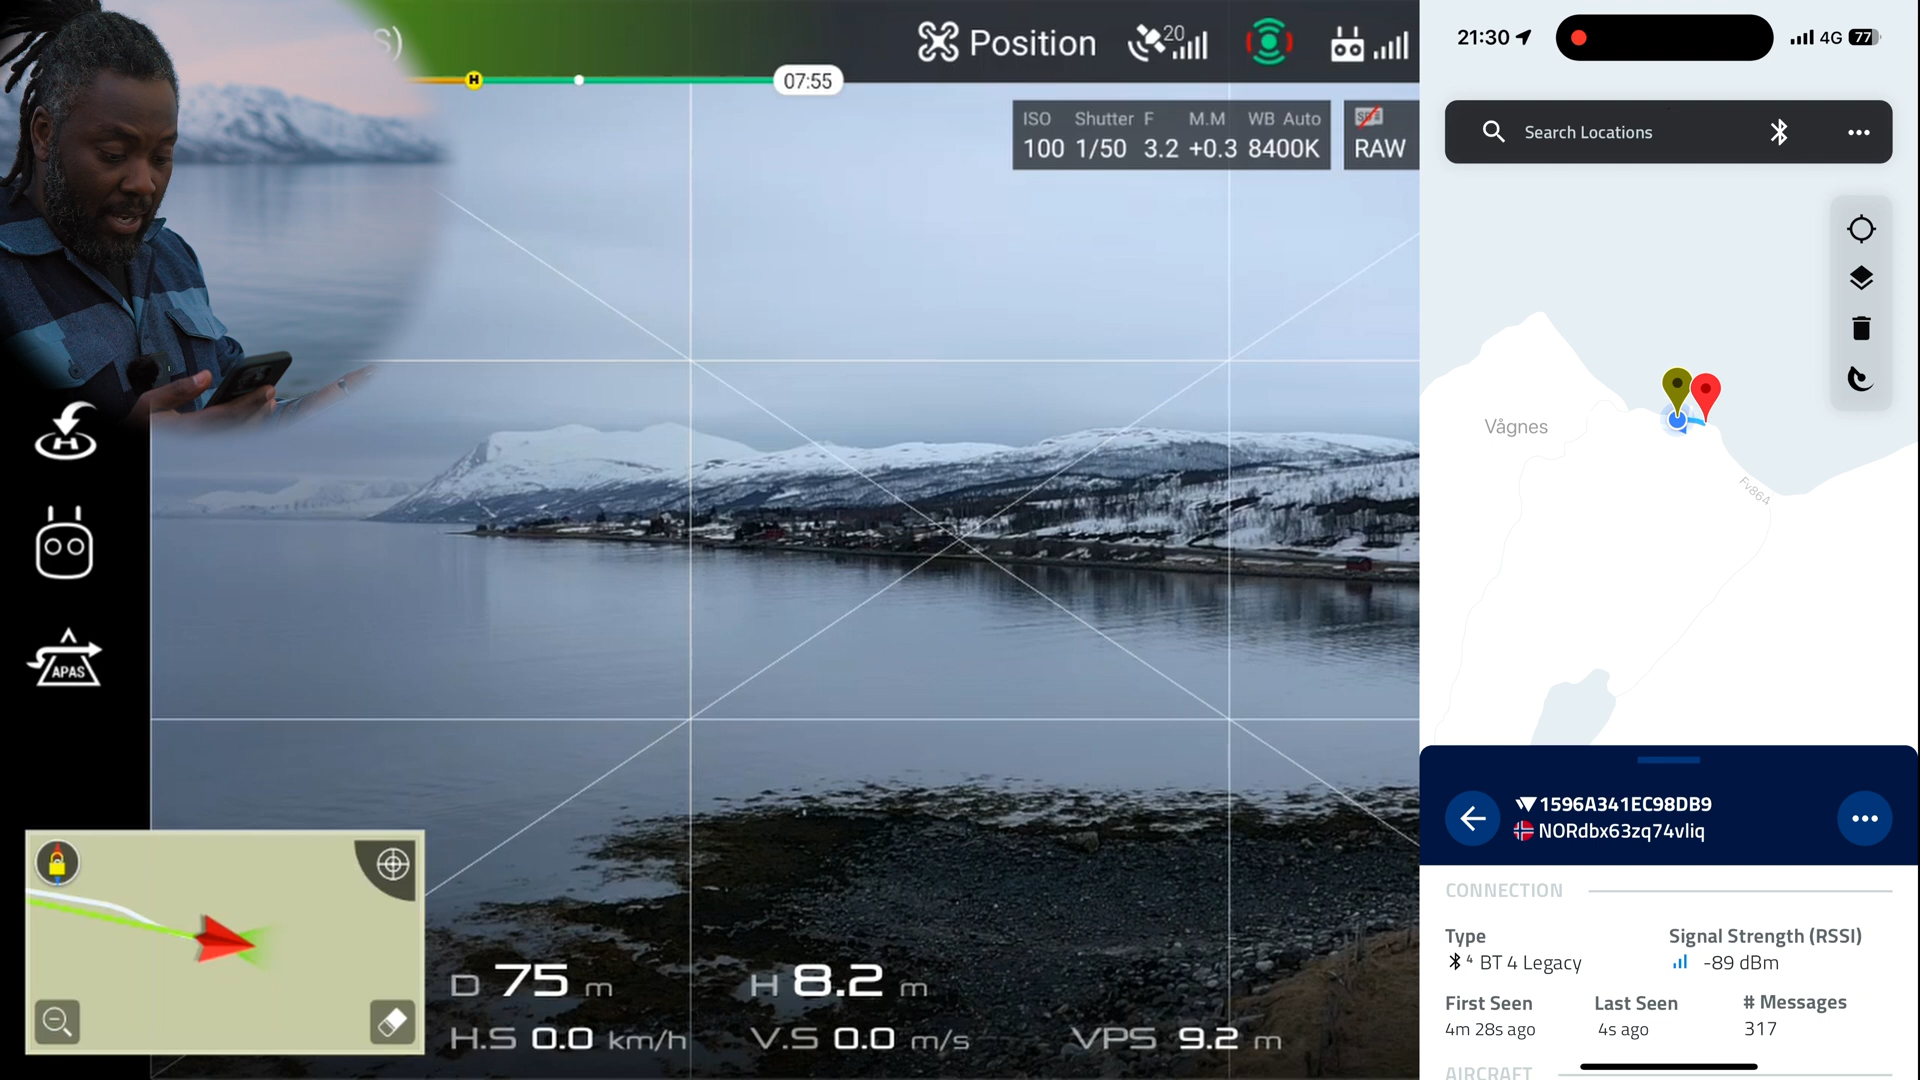 S)
Position
20
H
07:55
ISO Shutter F M.M WB Auto
100 1/50 3.2 +0.3 8400K
RAW
H
APAS
D 75 m
H 8.2 m
H.S 0.0 km/h
V.S 0.0 m/s
VPS 9.2 m
21:30
4G 77
Search Locations
Vågnes
Fv864
1596A341EC98DB9
NORdbx63zq74vliq
CONNECTION
Type
4 BT 4 Legacy
Signal Strength (RSSI)
-89 dBm
First Seen
4m 28s ago
Last Seen
4s ago
# Messages
317
AIRCRAFT